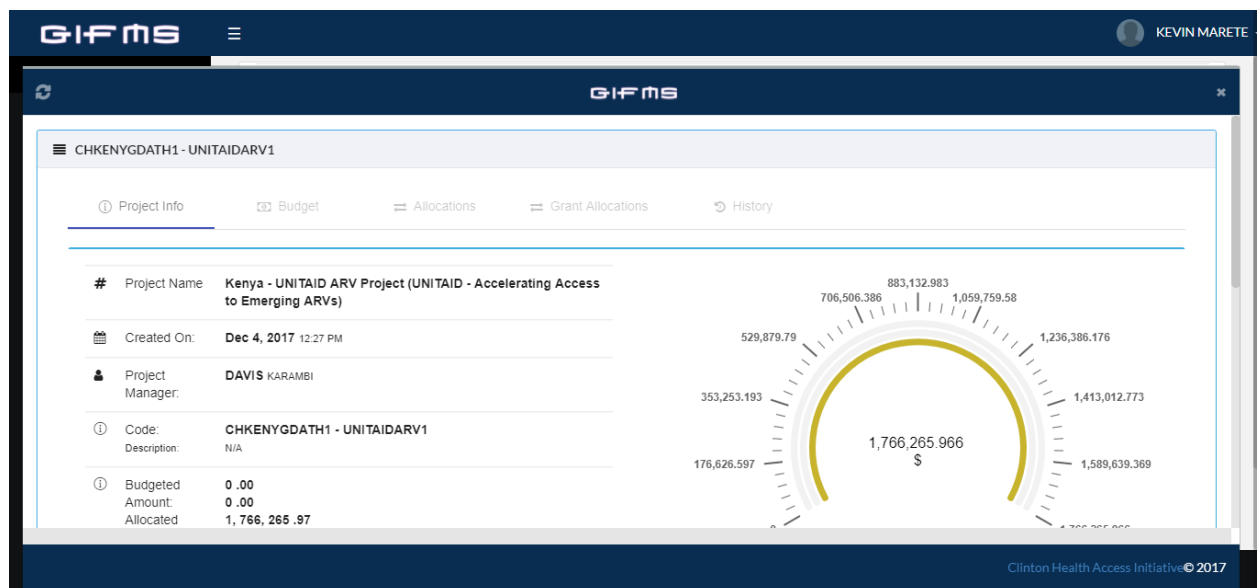 GIFMS
KEVIN MARETE
GIFMS
CHKENYGDATH1 - UNITAIDARV1
Project Info
Budget
Allocations
Grant Allocations
History
# Project Name Kenya - UNITAID ARV Project (UNITAID - Accelerating Access
to Emerging ARVs)
Created On: Dec 4, 2017 12:27 PM
Project DAVIS KARAMBI
Manager:
Code: CHKENYGDATH1 - UNITAIDARV1
Description: N/A
Budgeted 0 .00
Amount: 0 .00
Allocated 1, 766, 265 .97
883,132.983
706,506.386
1,059,759.58
529,879.79
1,236,386.176
353,253.193
1,413,012.773
176,626.597
1,589,639.369
1,766,265.966
$
Clinton Health Access Initiative© 2017